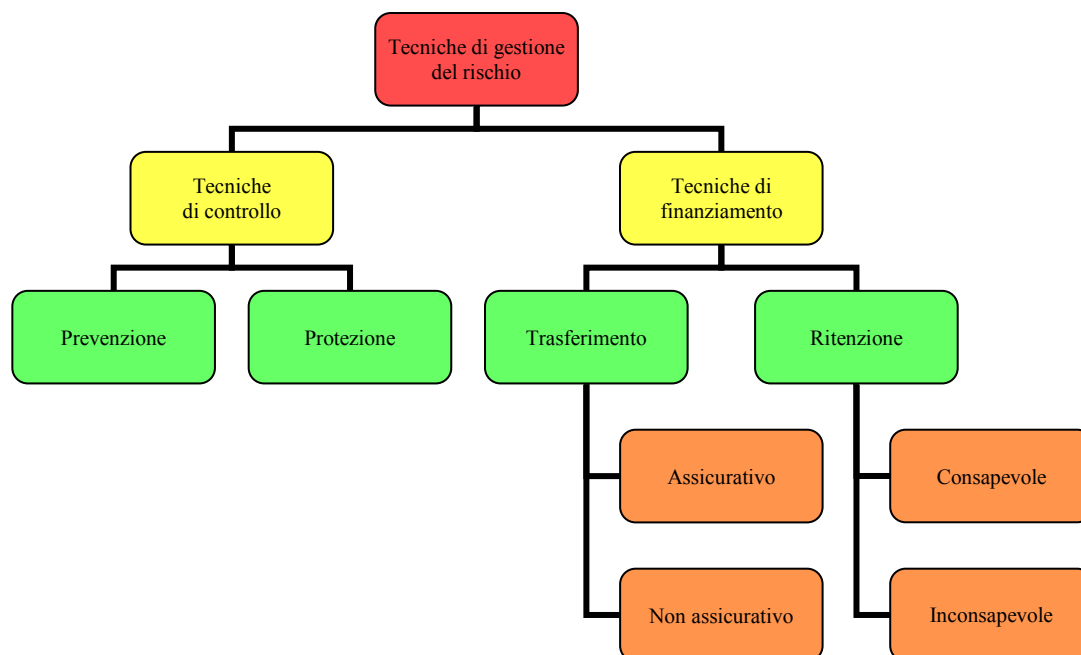 Tecniche di gestione
del rischio
Tecniche
di controllo
Tecniche di
finanziamento
Prevenzione
Protezione
Trasferimento
Ritenzione
Assicurativo
Consapevole
Non assicurativo
Inconsapevole